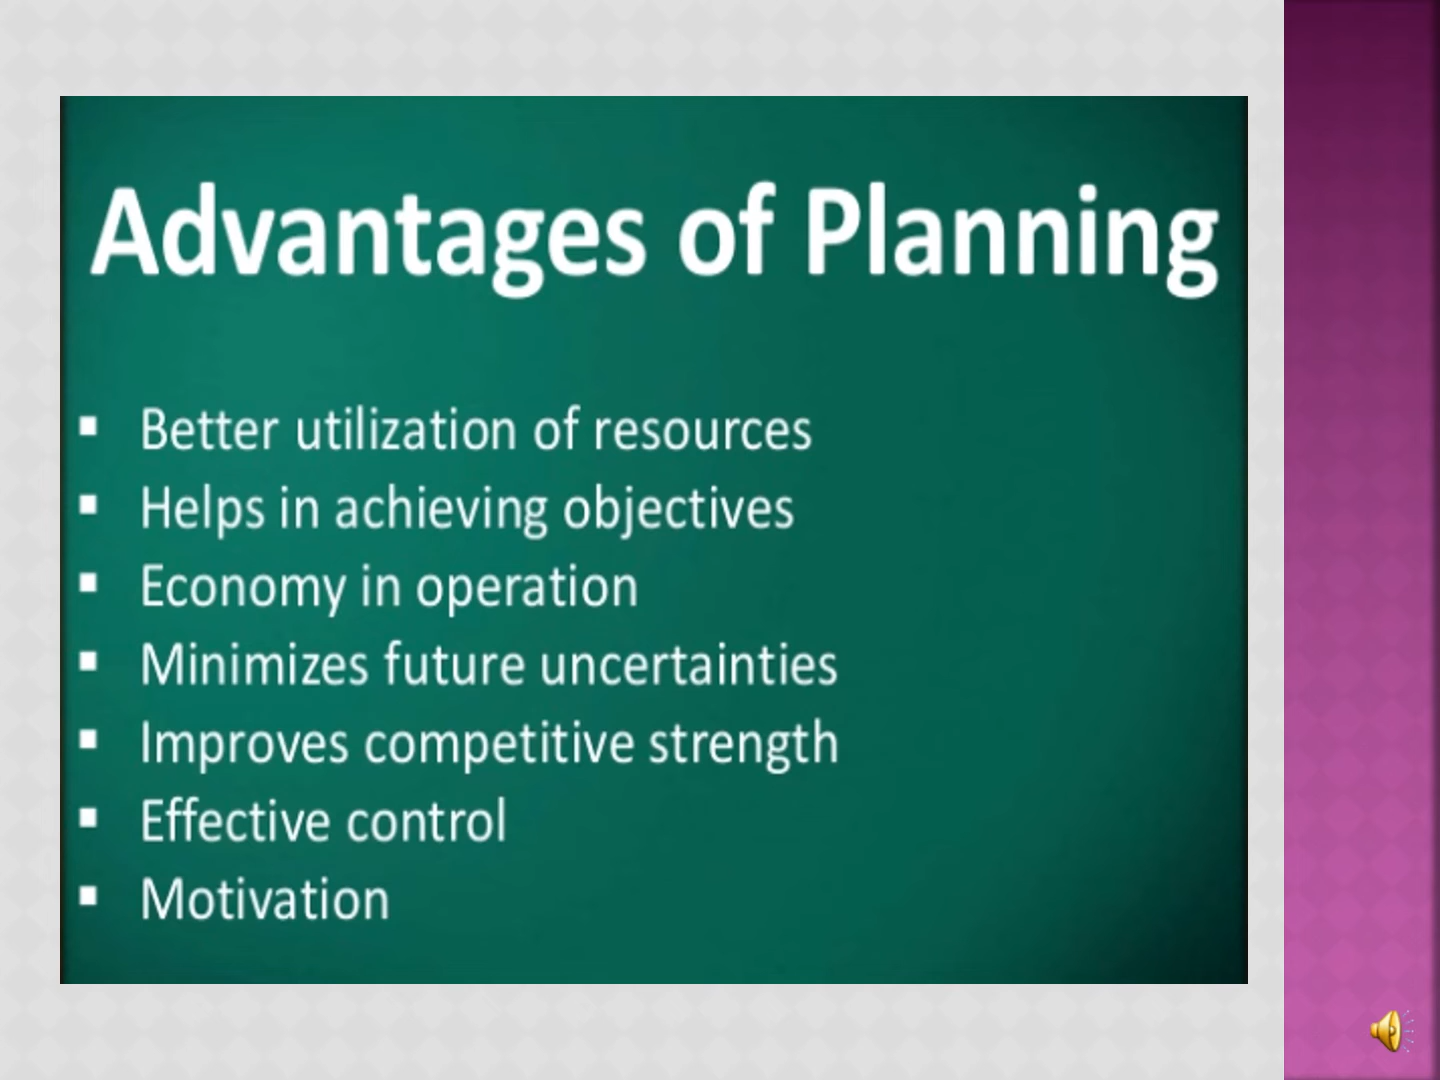 Advantages of Planning
▪ Better utilization of resources
▪ Helps in achieving objectives
▪ Economy in operation
▪ Minimizes future uncertainties
▪ Improves competitive strength
▪ Effective control
▪ Motivation